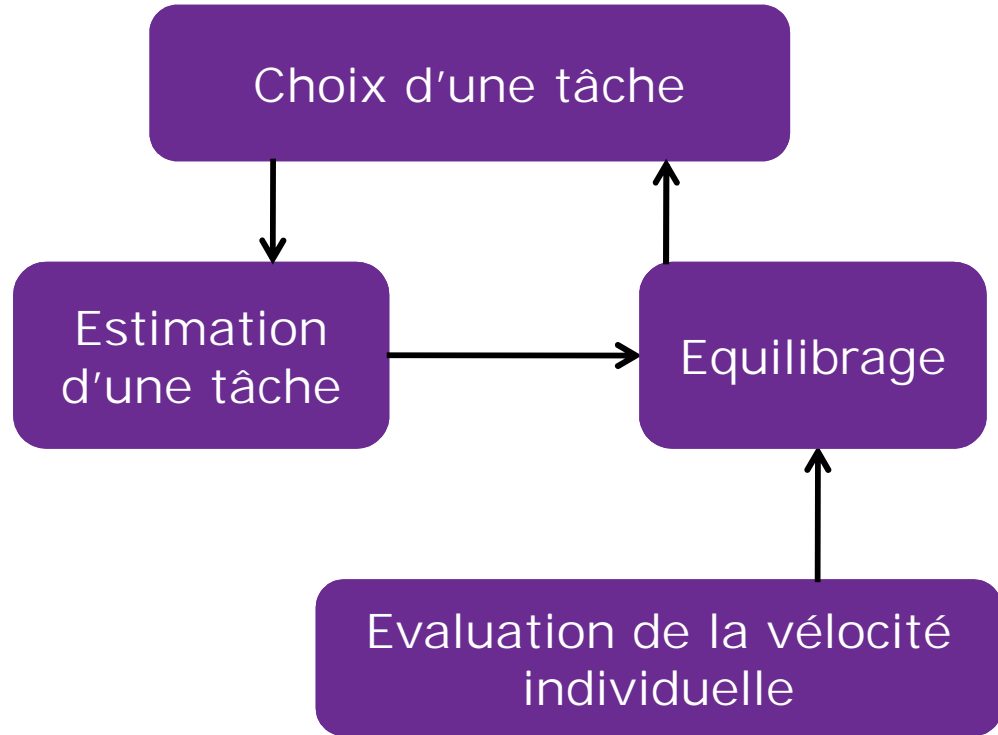 Choix d’une tâche
Estimation
d’une tâche
Equilibrage
Evaluation de la vélocité
individuelle